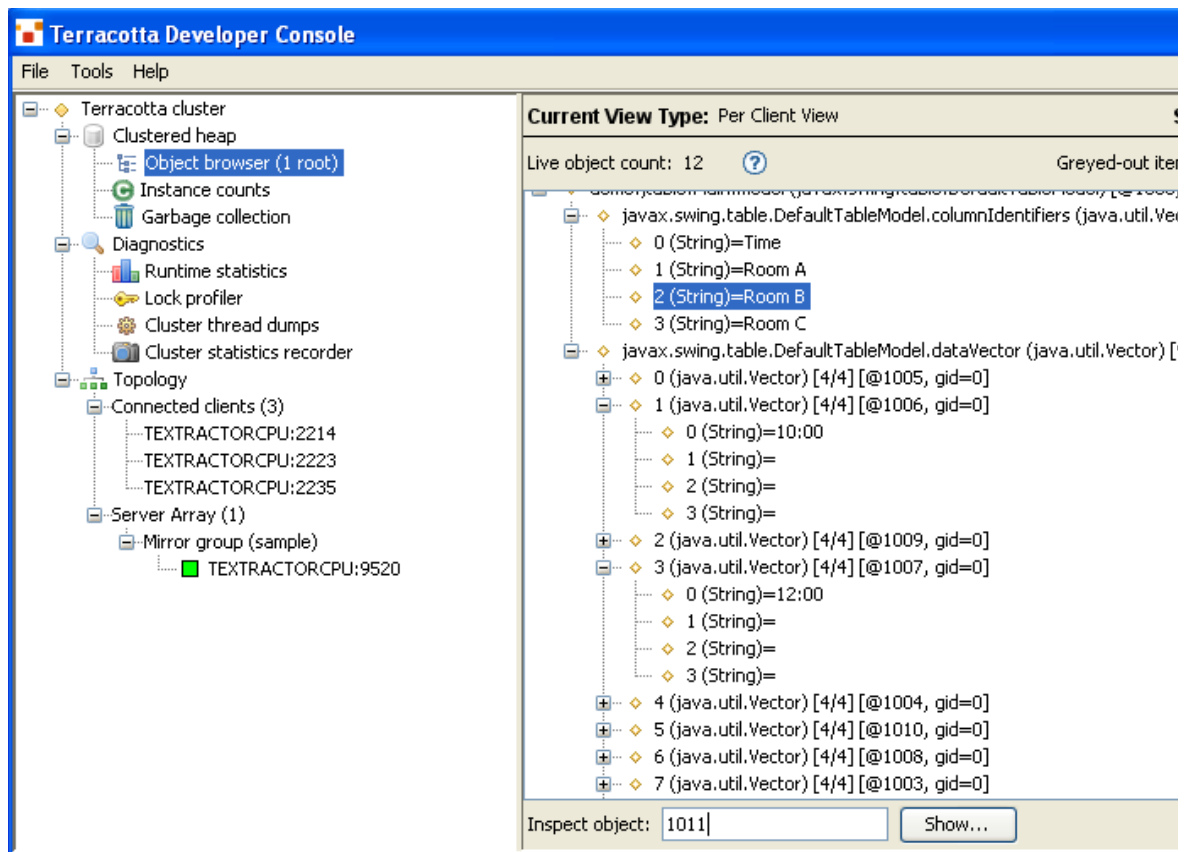 Terracotta Developer Console
File Tools Help
Terracotta cluster
Clustered heap
Object browser (1 root)
Instance counts
Garbage collection
Diagnostics
Runtime statistics
Lock profiler
Cluster thread dumps
Cluster statistics recorder
Topology
Connected clients (3)
TEXTRACTORCPU:2214
TEXTRACTORCPU:2223
TEXTRACTORCPU:2235
Server Array (1)
Mirror group (sample)
TEXTRACTORCPU:9520
Current View Type: Per Client View S
Live object count: 12 ? Greyed-out iter
javax.swing.table.DefaultTableModel.columnIdentifiers (java.util.Vec
0 (String)=Time
1 (String)=Room A
2 (String)=Room B
3 (String)=Room C
javax.swing.table.DefaultTableModel.dataVector (java.util.Vector) [
0 (java.util.Vector) [4/4] [@1005, gid=0]
1 (java.util.Vector) [4/4] [@1006, gid=0]
0 (String)=10:00
1 (String)=
2 (String)=
3 (String)=
2 (java.util.Vector) [4/4] [@1009, gid=0]
3 (java.util.Vector) [4/4] [@1007, gid=0]
0 (String)=12:00
1 (String)=
2 (String)=
3 (String)=
4 (java.util.Vector) [4/4] [@1004, gid=0]
5 (java.util.Vector) [4/4] [@1010, gid=0]
6 (java.util.Vector) [4/4] [@1008, gid=0]
7 (java.util.Vector) [4/4] [@1003, gid=0]
Inspect object: 1011 Show...